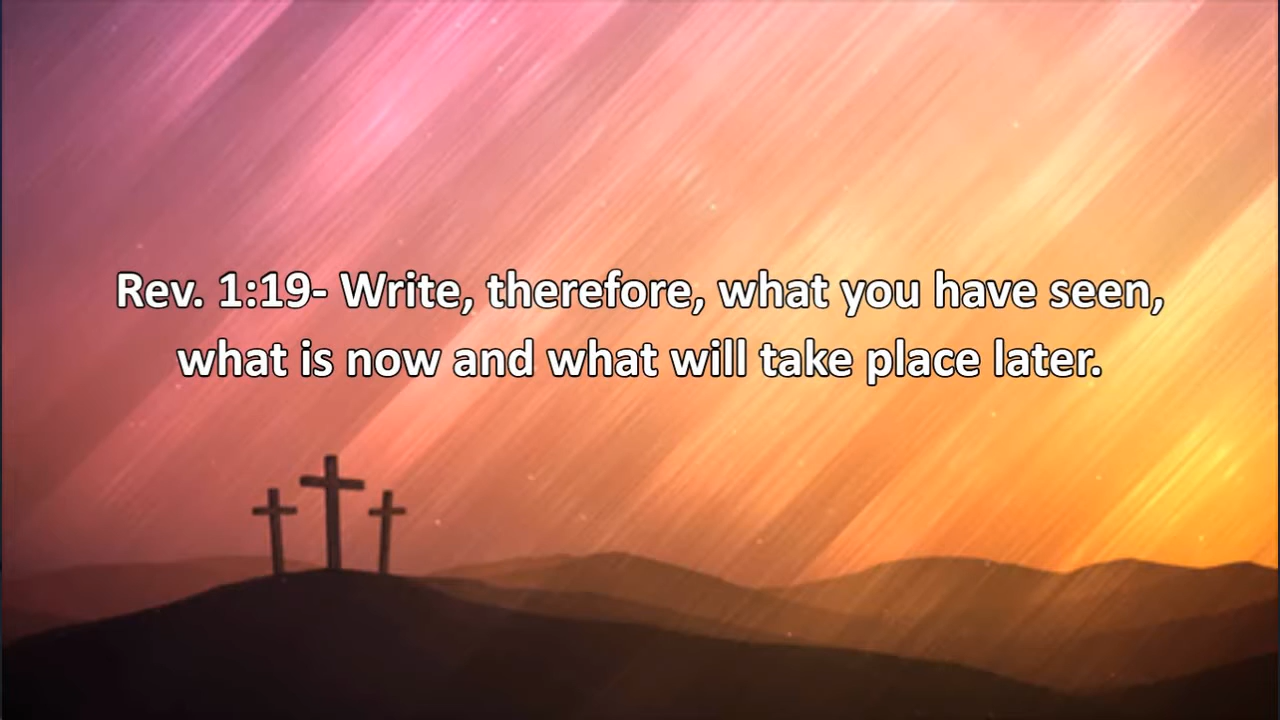 Rev. 1:19- Write, therefore, what you have seen,
what is now and what will take place later.